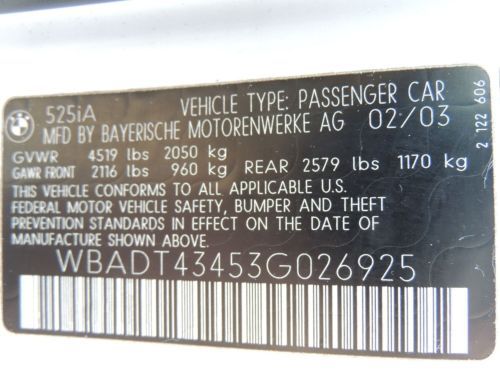 BMW
525iA VEHICLE TYPE: PASSENGER CAR
MFD BY BAYERISCHE MOTORENWERKE AG 02/03
GVWR 4519 lbs 2050 kg
GAWR FRONT 2116 lbs 960 kg REAR 2579 lbs 1170 kg
THIS VEHICLE CONFORMS TO ALL APPLICABLE U.S.
FEDERAL MOTOR VEHICLE SAFETY, BUMPER AND THEFT
PREVENTION STANDARDS IN EFFECT ON THE DATE OF
MANUFACTURE SHOWN ABOVE.
WBADT43453G026925
2 122 606